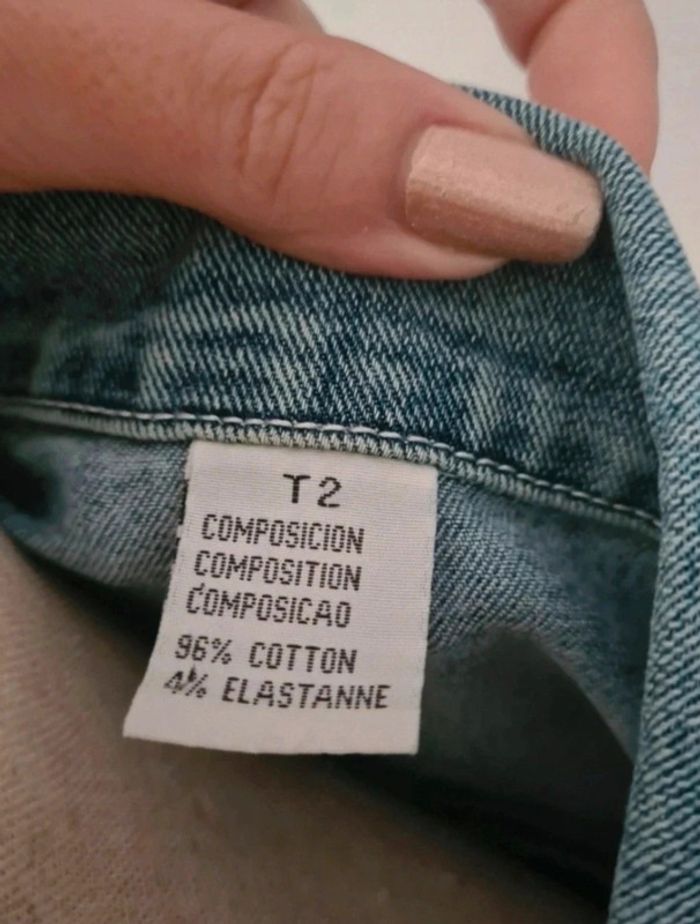 T2
COMPOSICION
COMPOSITION
COMPOSICAO
96% COTTON
4% ELASTANNE